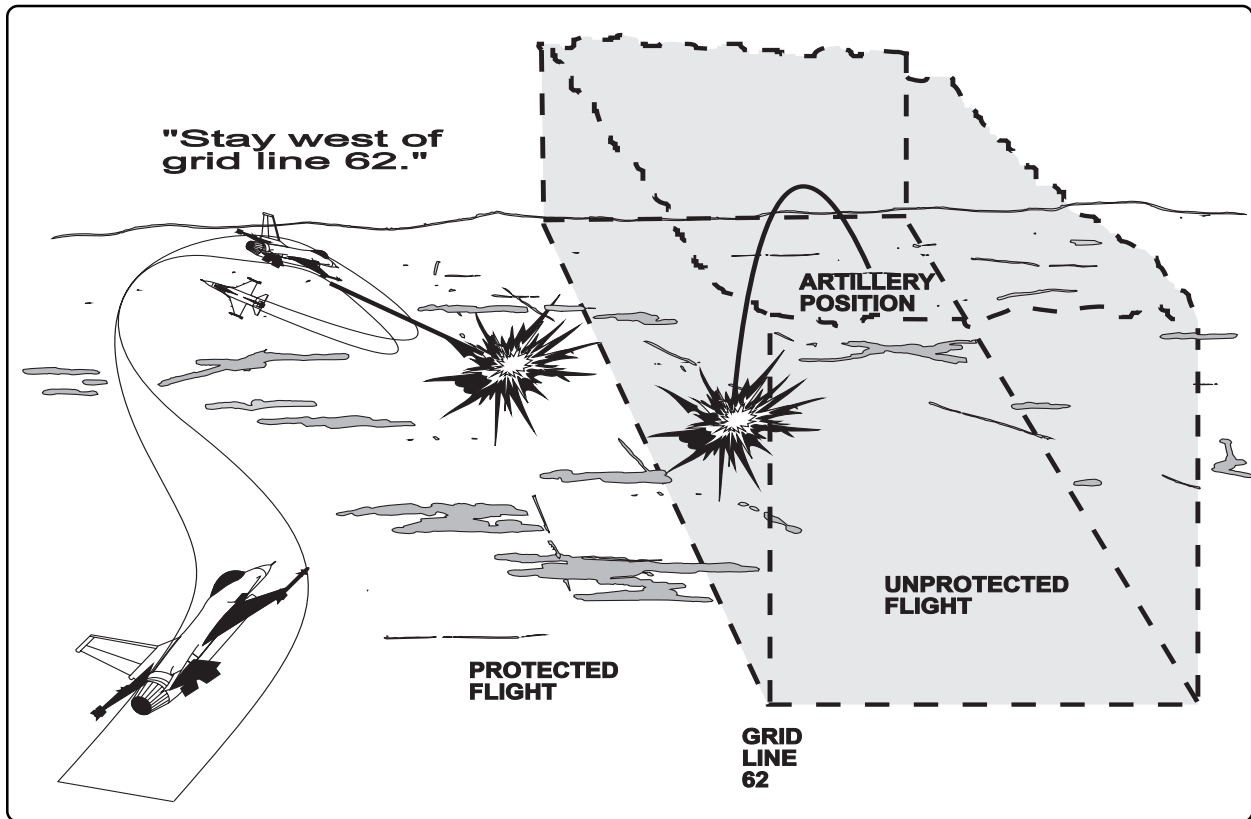 "Stay west of
grid line 62."
ARTILLERY
POSITION
UNPROTECTED
FLIGHT
PROTECTED
FLIGHT
GRID
LINE
62